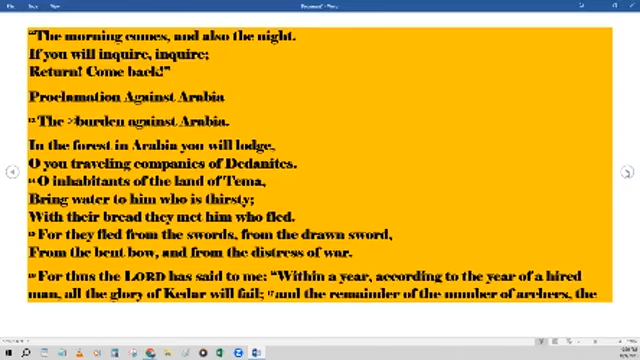 "The morning comes, and also the night.
If you will inquire, inquire;
Return! Come back!"
Proclamation Against Arabia
13 The burden against Arabia.
In the forest in Arabia you will lodge,
O you traveling companies of Dedanites.
14 O inhabitants of the land of Tema,
Bring water to him who is thirsty;
With their bread they met him who fled.
15 For they fled from the swords, from the drawn sword,
From the bent bow, and from the distress of war.
16 For thus the LORD has said to me: "Within a year, according to the year of a hired
man, all the glory of Kedar will fail; 17 and the remainder of the number of archers, the